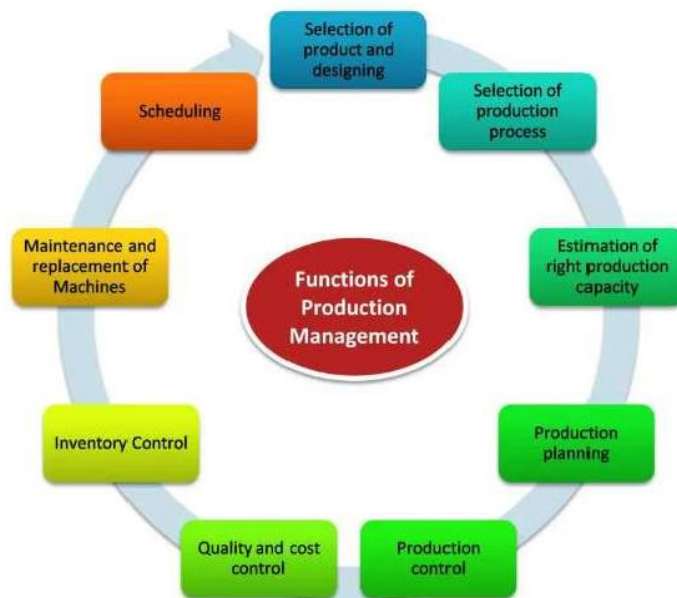 Selection of
product and
designing
Selection of
production
process
Estimation of
right production
capacity
Production
planning
Production
control
Quality and cost
control
Inventory Control
Maintenance and
replacement of
Machines
Scheduling
Functions of
Production
Management